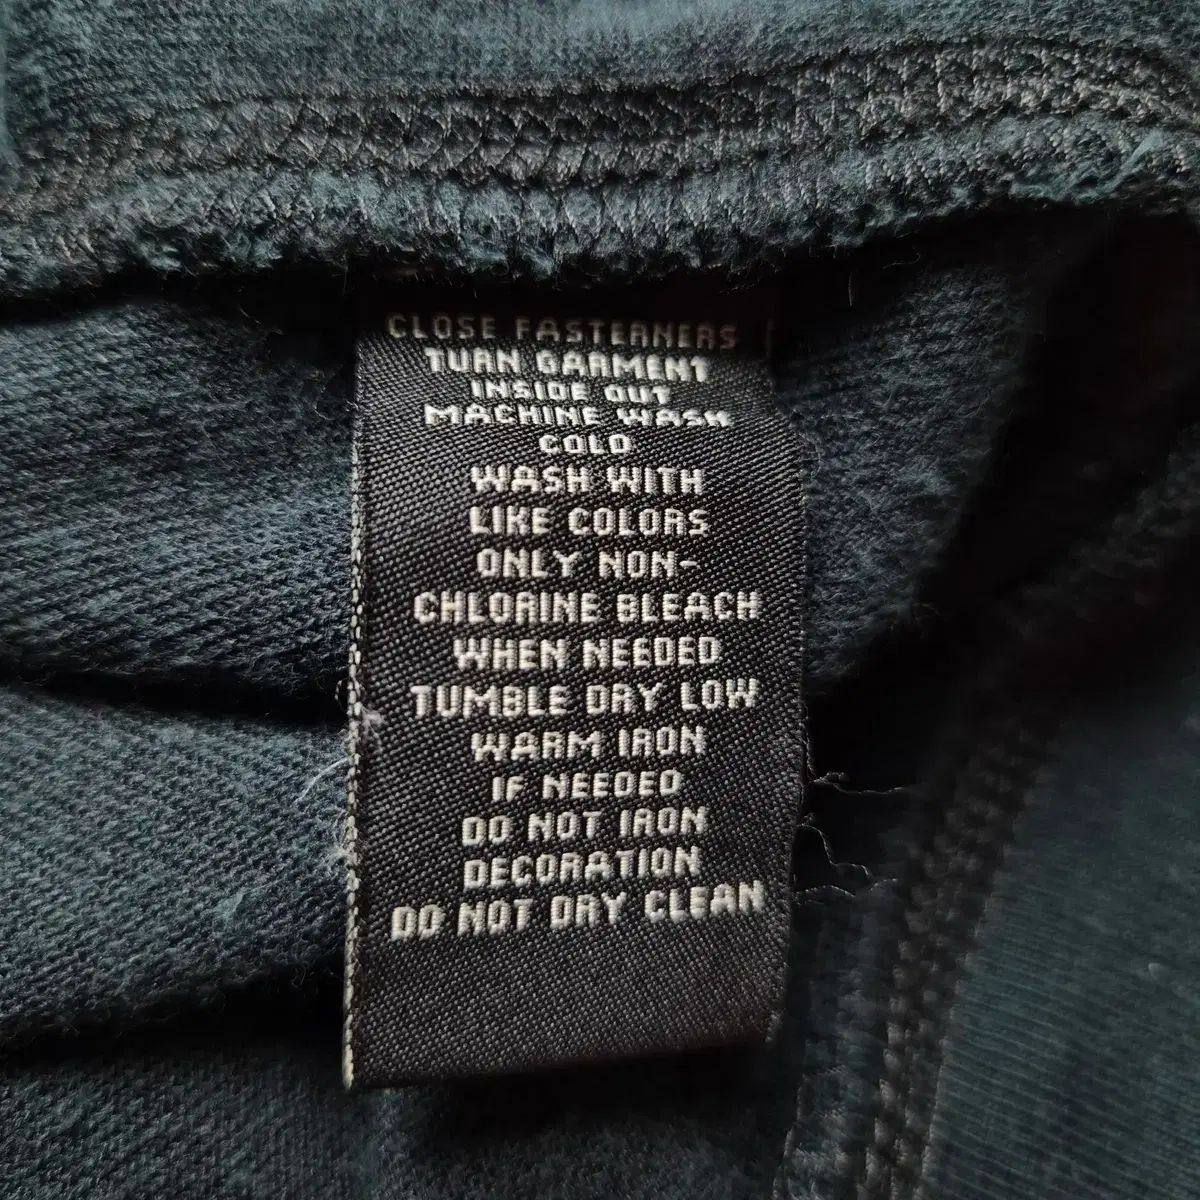 CLOSE FASTERNERS
TURN GARMENT
INSIDE OUT
MACHINE WASH
COLD
WASH WITH
LIKE COLORS
ONLY NON-
CHLORINE BLEACH
WHEN NEEDED
TUMBLE DRY LOW
WARM IRON
IF NEEDED
DO NOT IRON
DECORATION
DO NOT DRY CLEAN